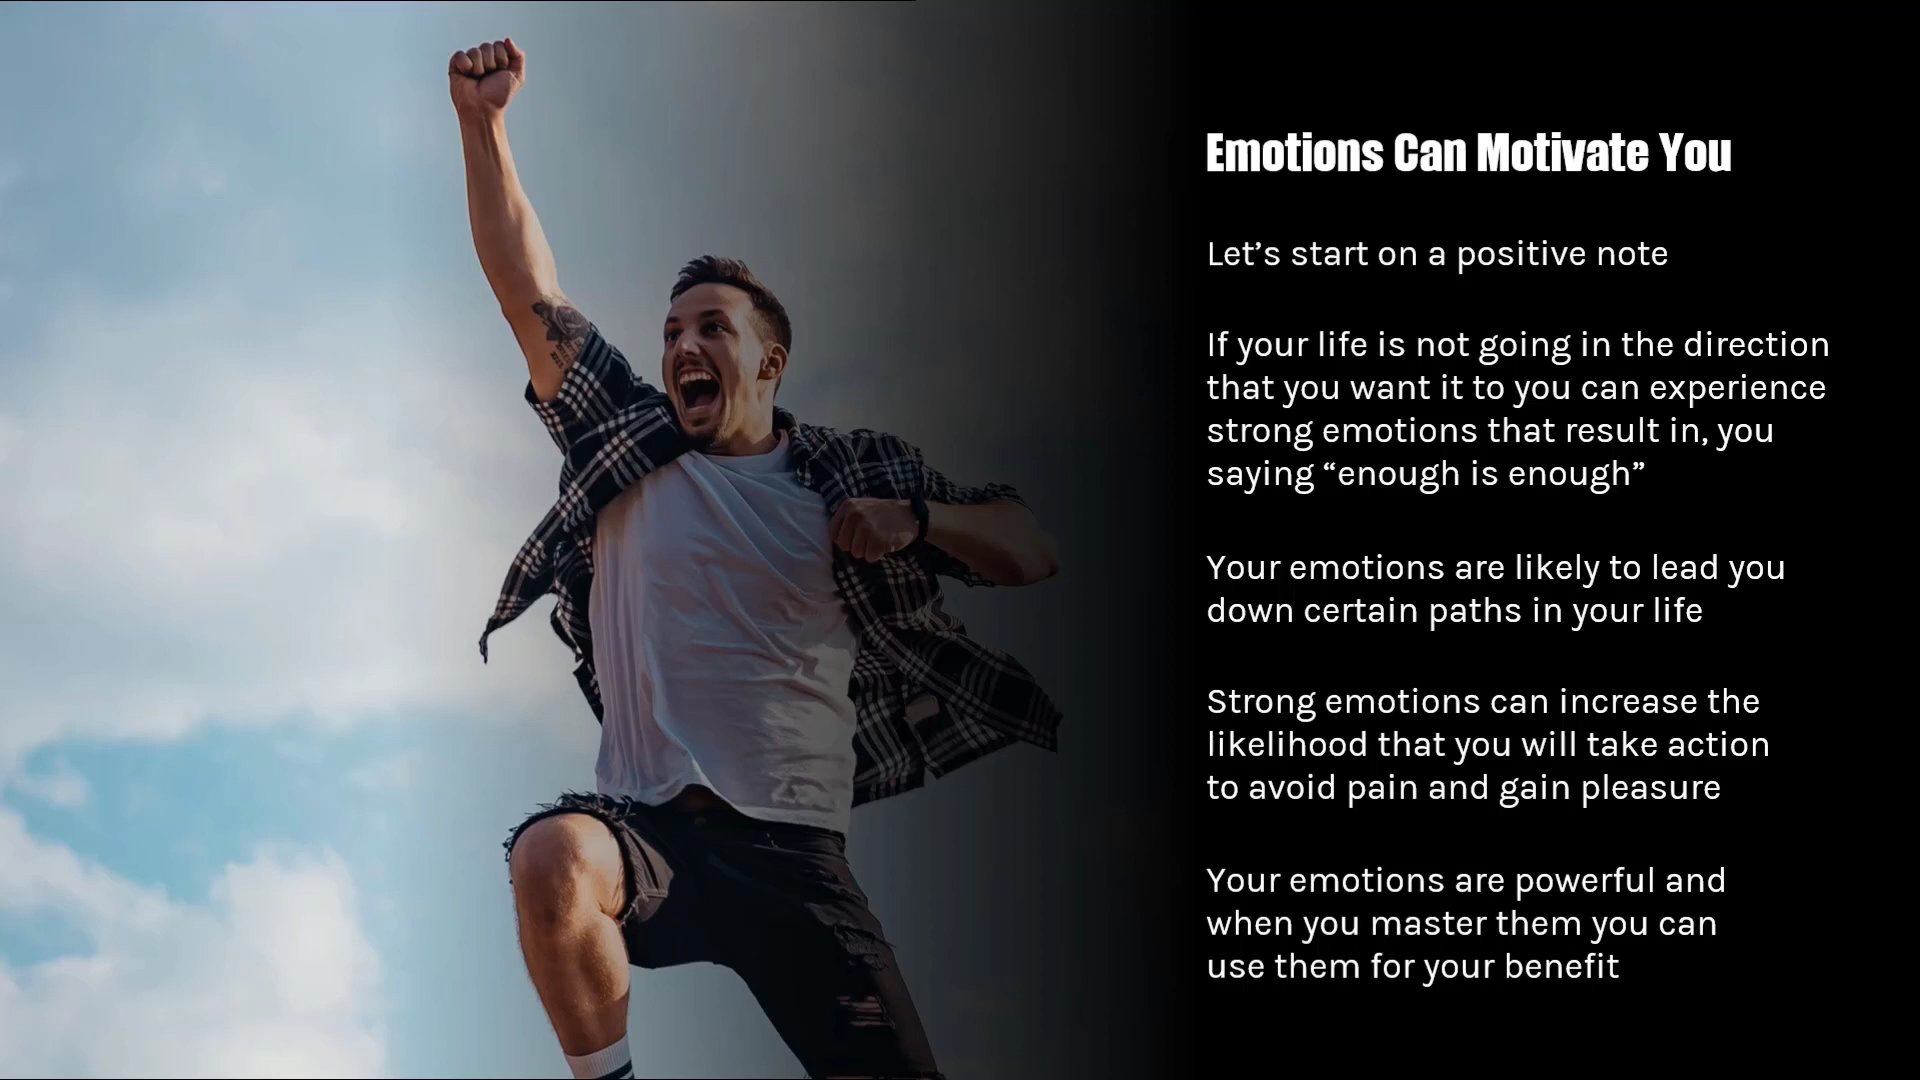 Emotions Can Motivate You
Let’s start on a positive note
If your life is not going in the direction
that you want it to you can experience
strong emotions that result in, you
saying “enough is enough”
Your emotions are likely to lead you
down certain paths in your life
Strong emotions can increase the
likelihood that you will take action
to avoid pain and gain pleasure
Your emotions are powerful and
when you master them you can
use them for your benefit